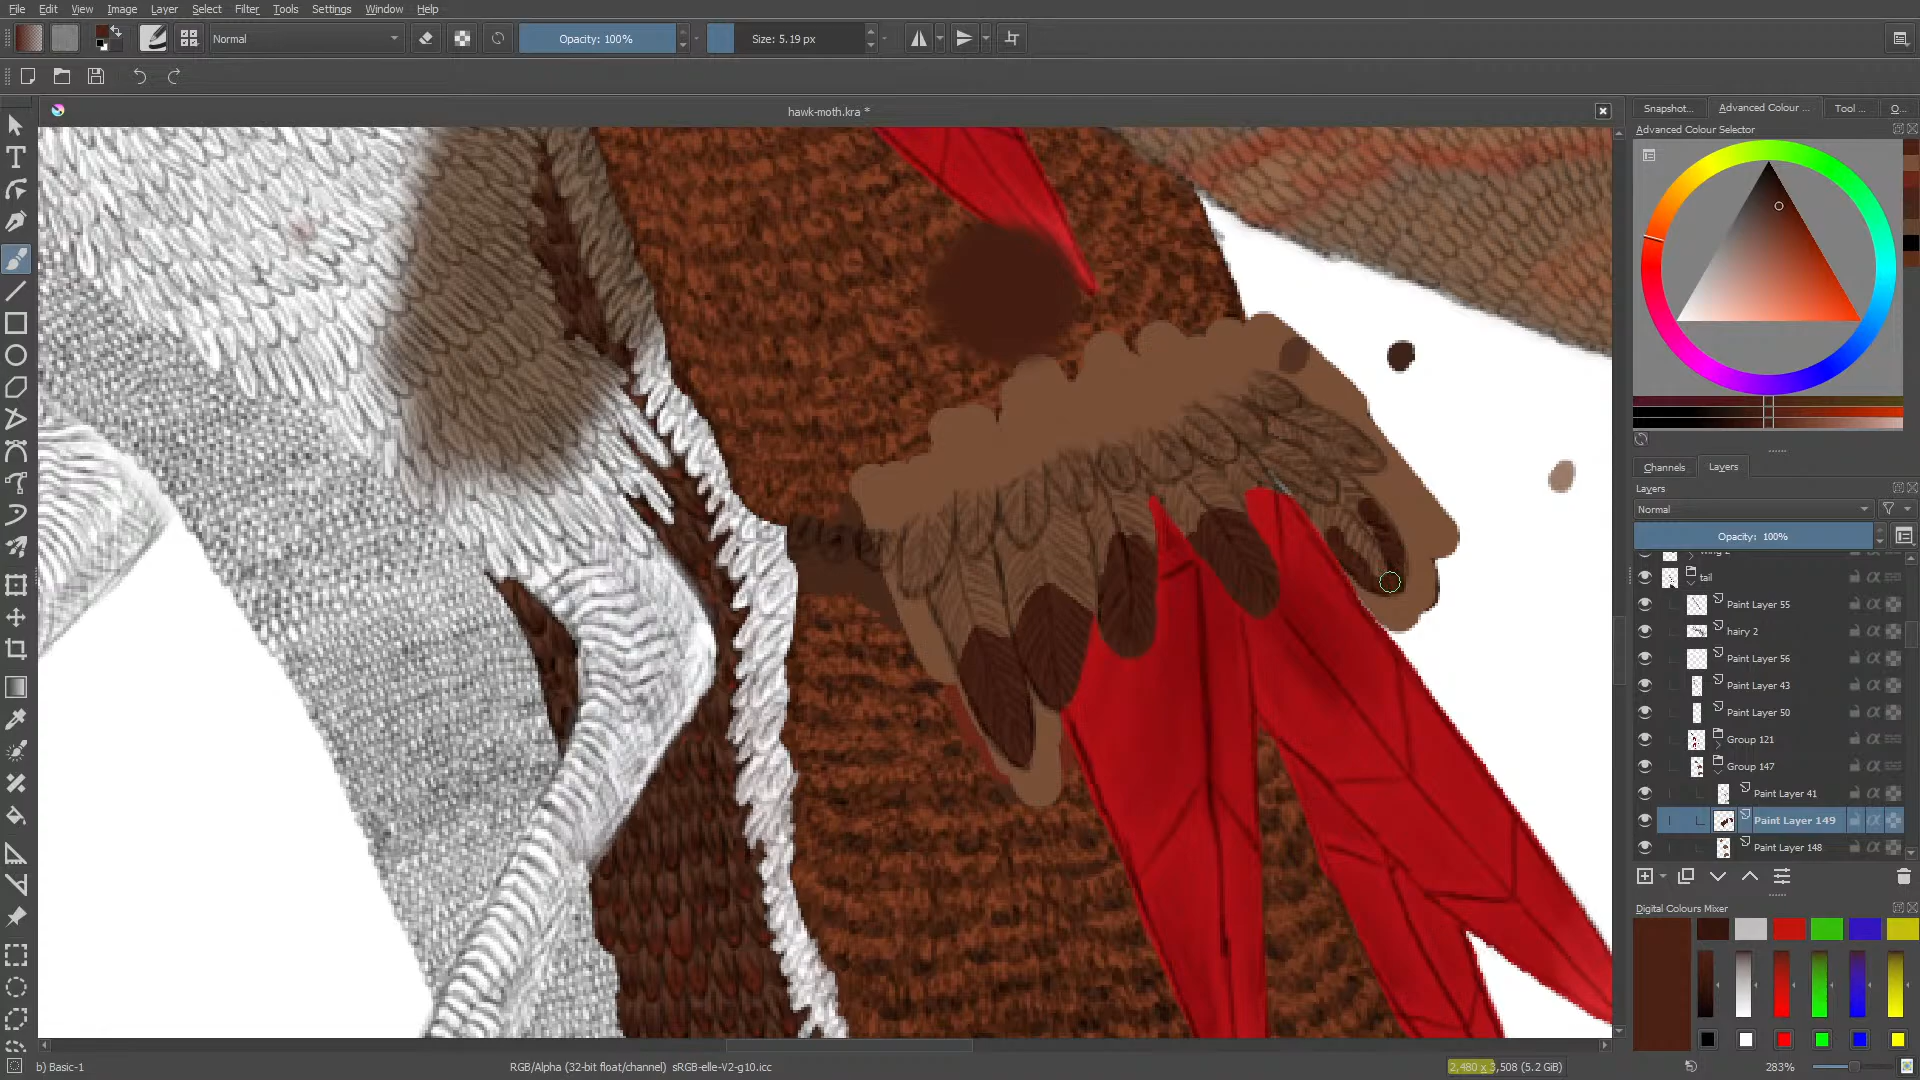 File Edit View Image Layer Select Filter Tools Settings Window Help
Normal Opacity: 100% Size: 5.19 px
hawk-moth.kra *
Snapshot... Advanced Colour ... Tool ... O...
Advanced Colour Selector
Channels Layers
Layers
Normal
Opacity: 100%
wing 2
tail
Paint Layer 55
hairy 2
Paint Layer 56
Paint Layer 43
Paint Layer 50
Group 121
Group 147
Paint Layer 41
Paint Layer 149
Paint Layer 148
Digital Colours Mixer
b) Basic-1 RGB/Alpha (32-bit float/channel) sRGB-elle-V2-g10.icc 2,480 x 3,508 (5.2 GiB) 283%